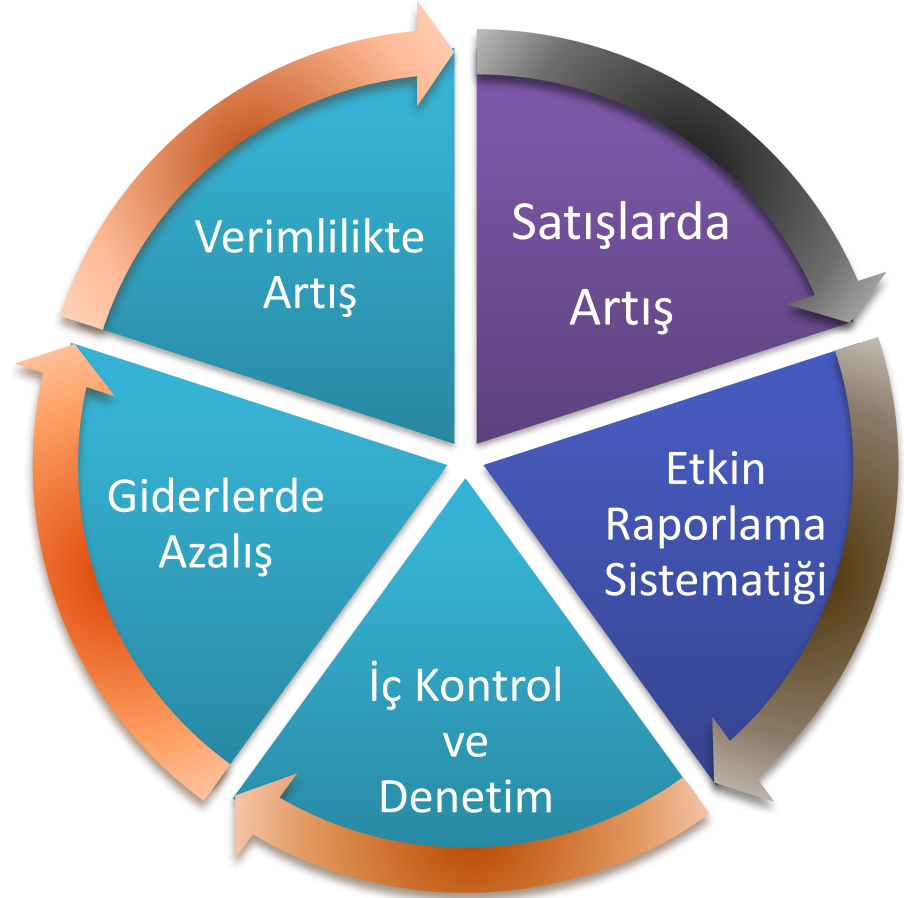 Verimlilikte
Artış
Satışlarda
Artış
Giderlerde
Azalış
Etkin
Raporlama
Sistematiği
İç Kontrol
ve
Denetim